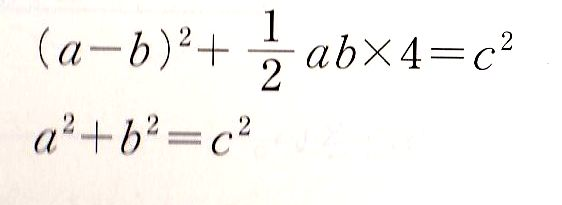 (a−b)²+ 1/2 ab×4=c²
a²+b²=c²